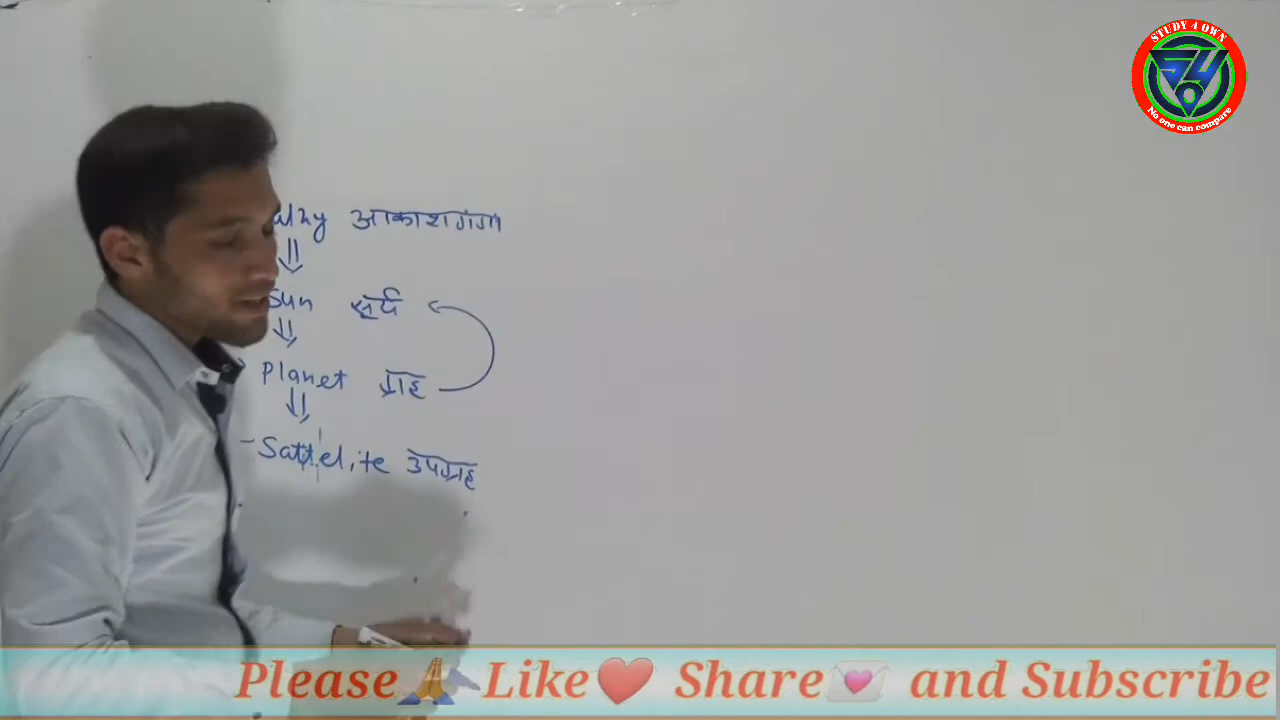 STUDY 4 OWN
S4O
No one can compare
आकाशगंगा
Sun सूर्य
Planet ग्रह
Sattelite उपग्रह
Please Like Share and Subscribe